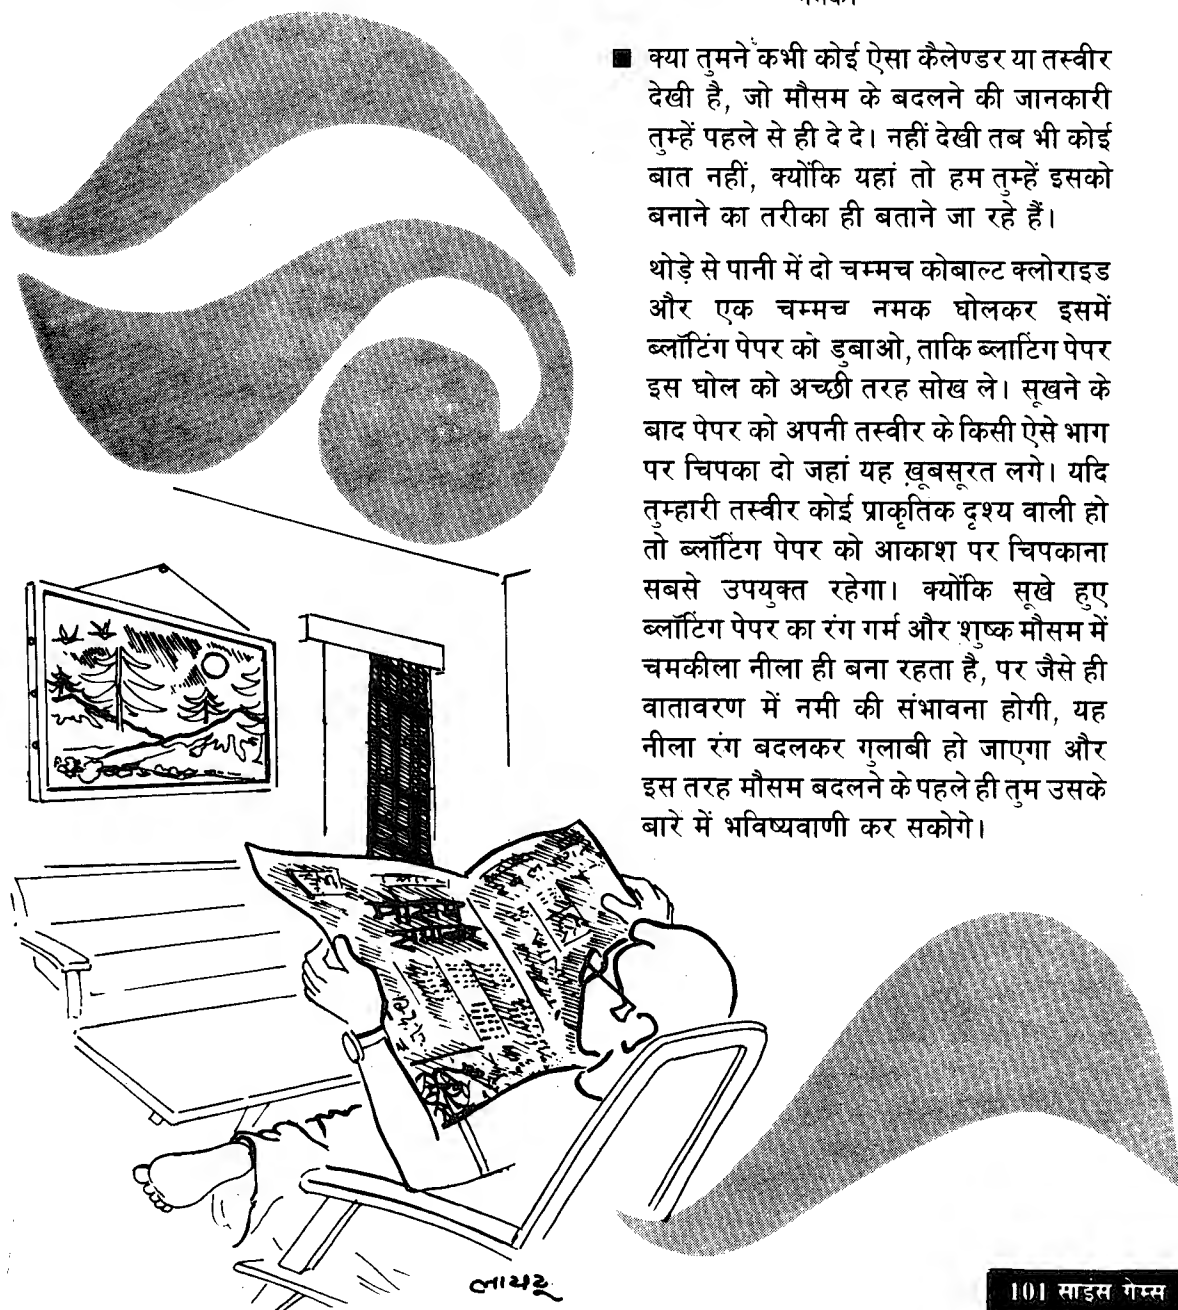 ■ क्या तुमने कभी कोई ऐसा कैलेण्डर या तस्वीर
देखी है, जो मौसम के बदलने की जानकारी
तुम्हें पहले से ही दे दे। नहीं देखी तब भी कोई
बात नहीं, क्योंकि यहां तो हम तुम्हें इसको
बनाने का तरीका ही बताने जा रहे हैं।
थोड़े से पानी में दो चम्मच कोबाल्ट क्लोराइड
और एक चम्मच नमक घोलकर इसमें
ब्लॉटिंग पेपर को डुबाओ, ताकि ब्लाटिंग पेपर
इस घोल को अच्छी तरह सोख ले। सूखने के
बाद पेपर को अपनी तस्वीर के किसी ऐसे भाग
पर चिपका दो जहां यह ख़ूबसूरत लगे। यदि
तुम्हारी तस्वीर कोई प्राकृतिक दृश्य वाली हो
तो ब्लॉटिंग पेपर को आकाश पर चिपकाना
सबसे उपयुक्त रहेगा। क्योंकि सूखे हुए
ब्लॉटिंग पेपर का रंग गर्म और शुष्क मौसम में
चमकीला नीला ही बना रहता है, पर जैसे ही
वातावरण में नमी की संभावना होगी, यह
नीला रंग बदलकर गुलाबी हो जाएगा और
इस तरह मौसम बदलने के पहले ही तुम उसके
बारे में भविष्यवाणी कर सकोगे।
मौसम
समाचार
101 साइंस गेम्स